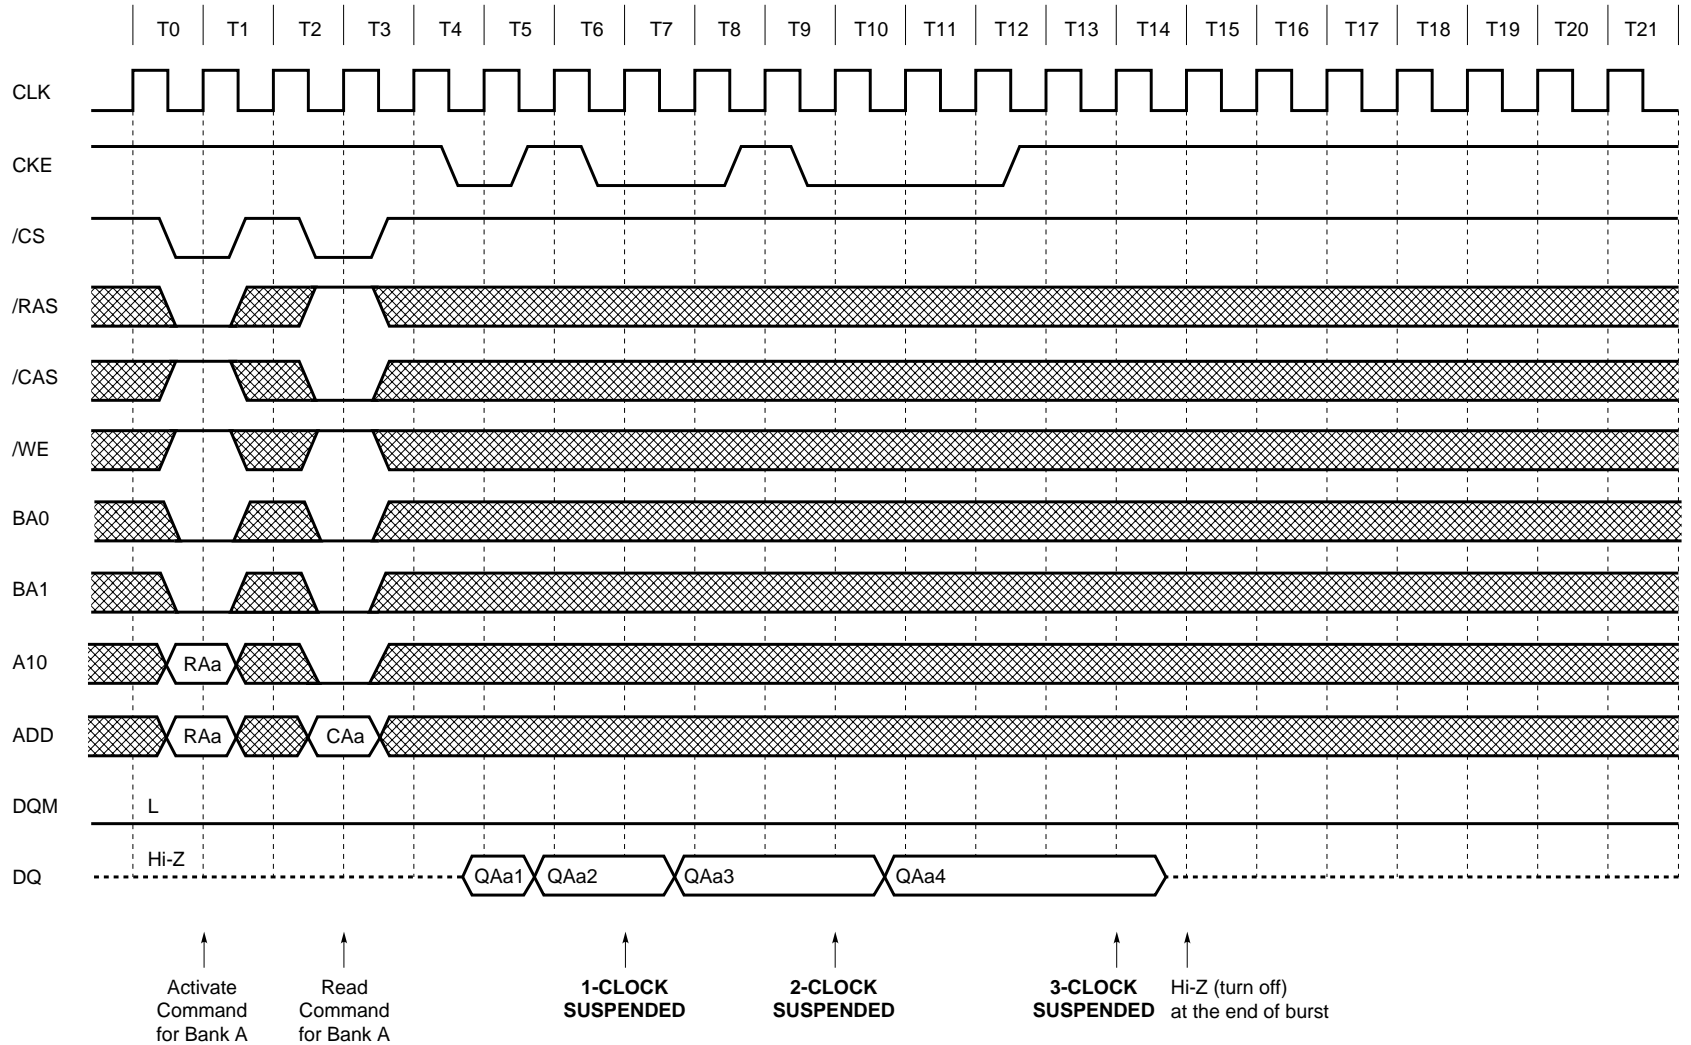 T0 T1 T2 T3 T4 T5 T6 T7 T8 T9 T10 T11 T12 T13 T14 T15 T16 T17 T18 T19 T20 T21
CLK
CKE
/CS
/RAS
/CAS
/WE
BA0
BA1
A10 RAa
ADD RAa CAa
DQM L
Hi-Z
DQ QAa1 QAa2 QAa3 QAa4
Activate
Command
for Bank A
Read
Command
for Bank A
1-CLOCK
SUSPENDED
2-CLOCK
SUSPENDED
3-CLOCK
SUSPENDED
Hi-Z (turn off)
at the end of burst